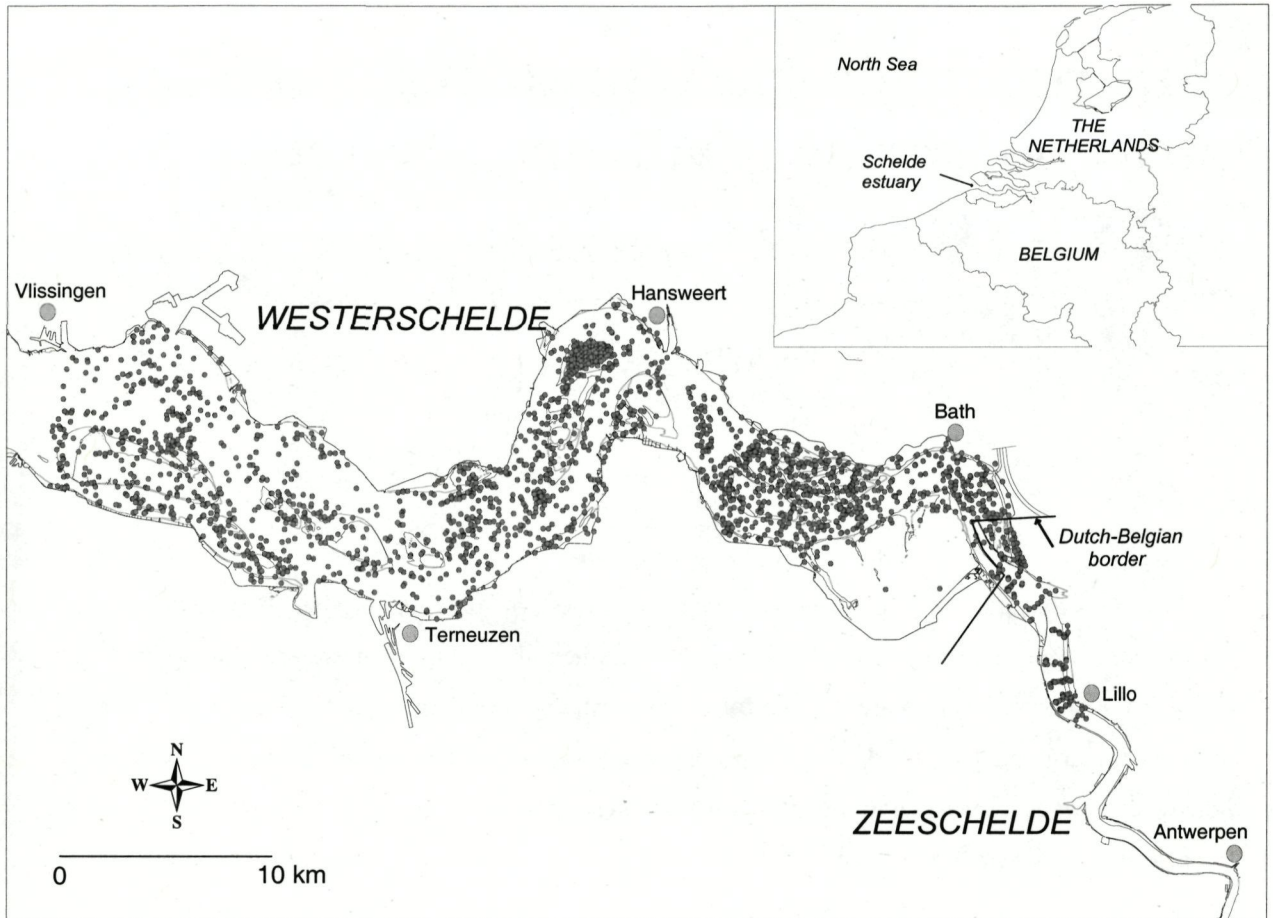 North Sea
THE
NETHERLANDS
Schelde
estuary
BELGIUM
Vlissingen
WESTERSCHELDE
Hansweert
Bath
Dutch-Belgian
border
Terneuzen
Lillo
N
W E
S
ZEESCHELDE
Antwerpen
0 10 km